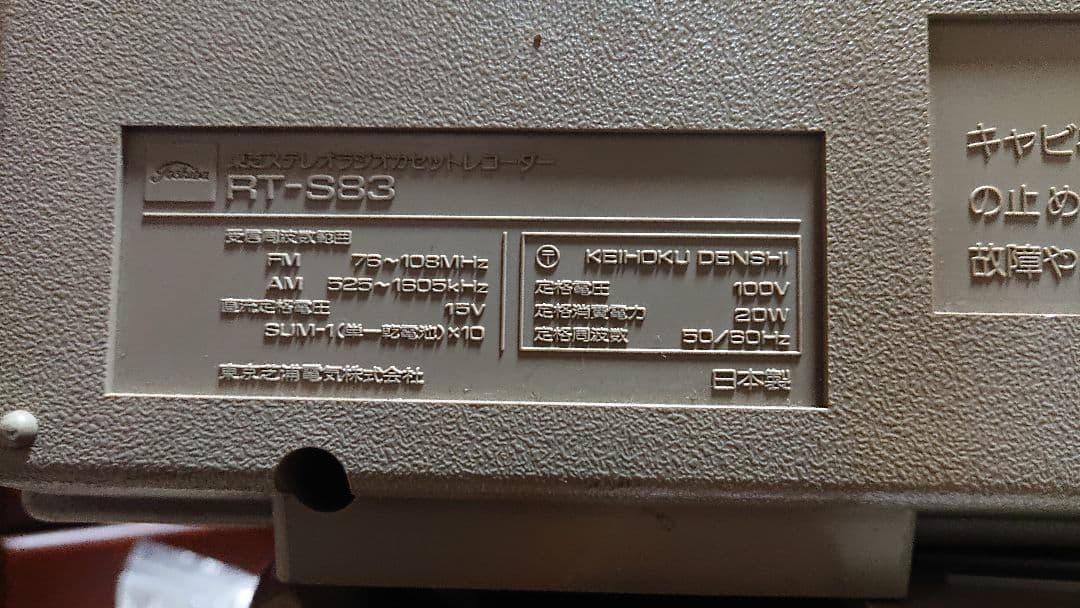 Toshiba
東芝ステレオラジオカセットレコーダー
RT-S83
受信周波数範囲
FM 76~108MHz
AM 525~1605kHz
直流定格電圧 15V
SUM-1(単一乾電池)×10
〒 KEIHOKU DENSHI
定格電圧 100V
定格消費電力 20W
定格周波数 50/60Hz
東京芝浦電気株式会社
日本製
キャビ
の止め
故障や